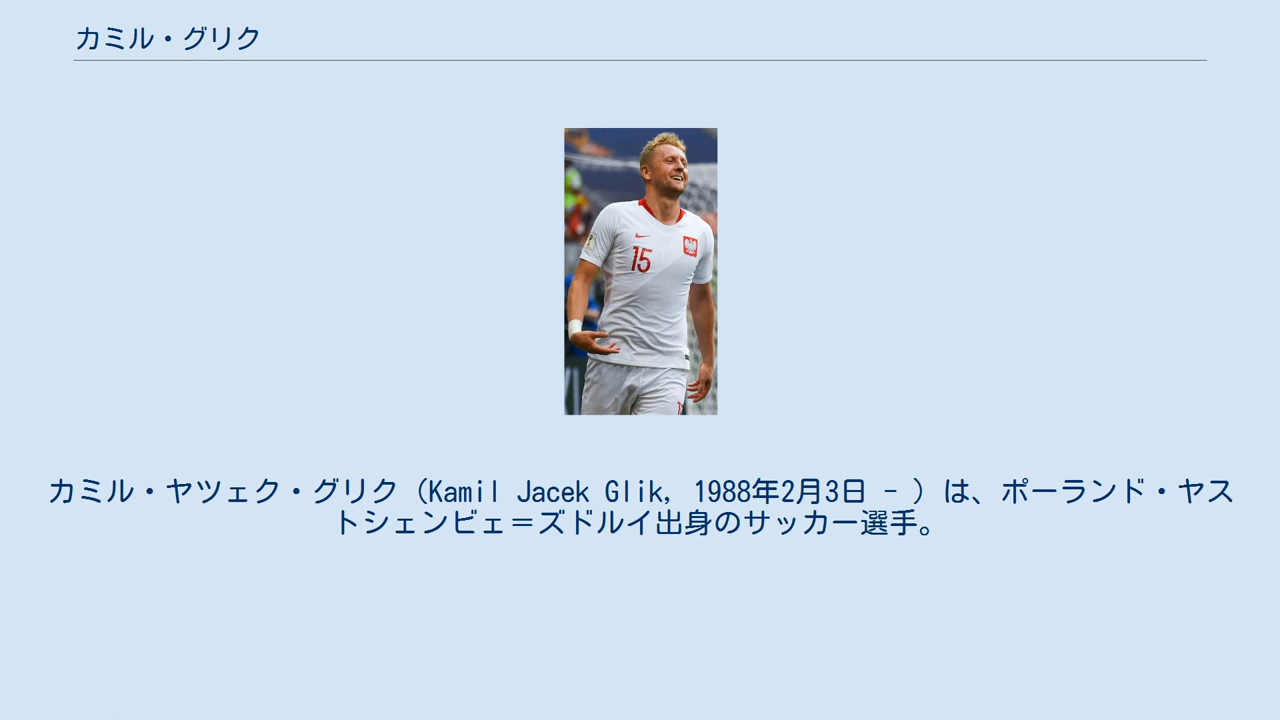 カミル・グリク
15
カミル・ヤツェク・グリク（Kamil Jacek Glik, 1988年2月3日 - ）は、ポーランド・ヤス
トシェンビェ＝ズドルイ出身のサッカー選手。